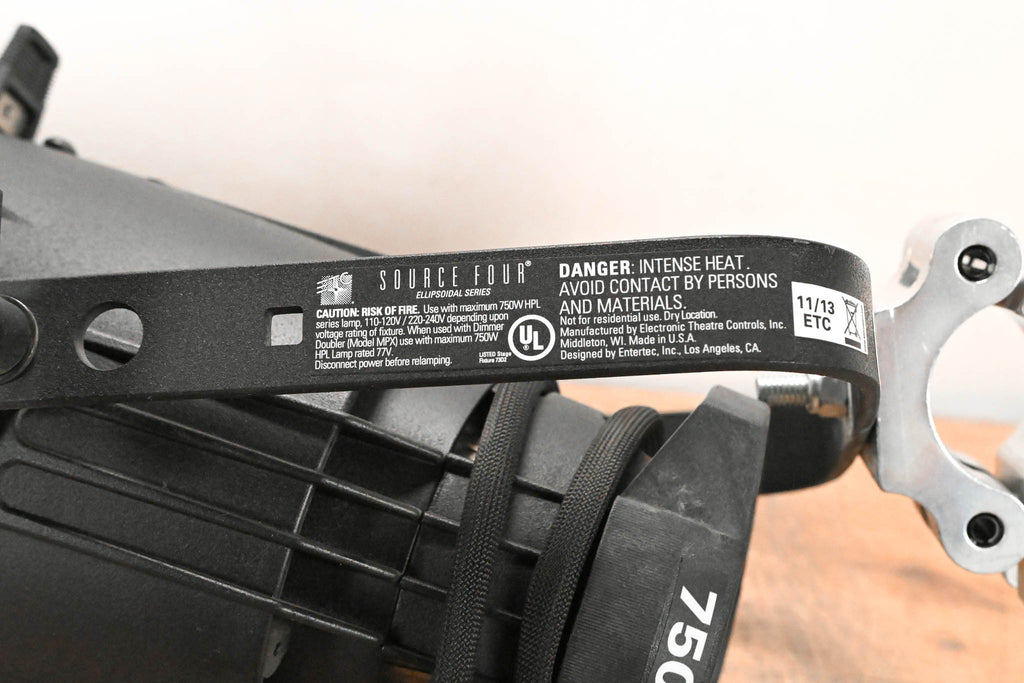 SOURCE FOUR®
ELLIPSOIDAL SERIES
CAUTION: RISK OF FIRE. Use with maximum 750W HPL
series lamp, 110-120V / 220-240V depending upon
voltage rating of fixture. When used with Dimmer
Doubler (Model MPX) use with maximum 750W
HPL Lamp rated 77V.
Disconnect power before relamping.
LISTED Stage
Fixture 73D2
UL®
DANGER: INTENSE HEAT.
AVOID CONTACT BY PERSONS
AND MATERIALS.
Not for residential use. Dry Location.
Manufactured by Electronic Theatre Controls, Inc.
Middleton, WI. Made in U.S.A.
Designed by Entertec, Inc., Los Angeles, CA.
11/13
ETC
750